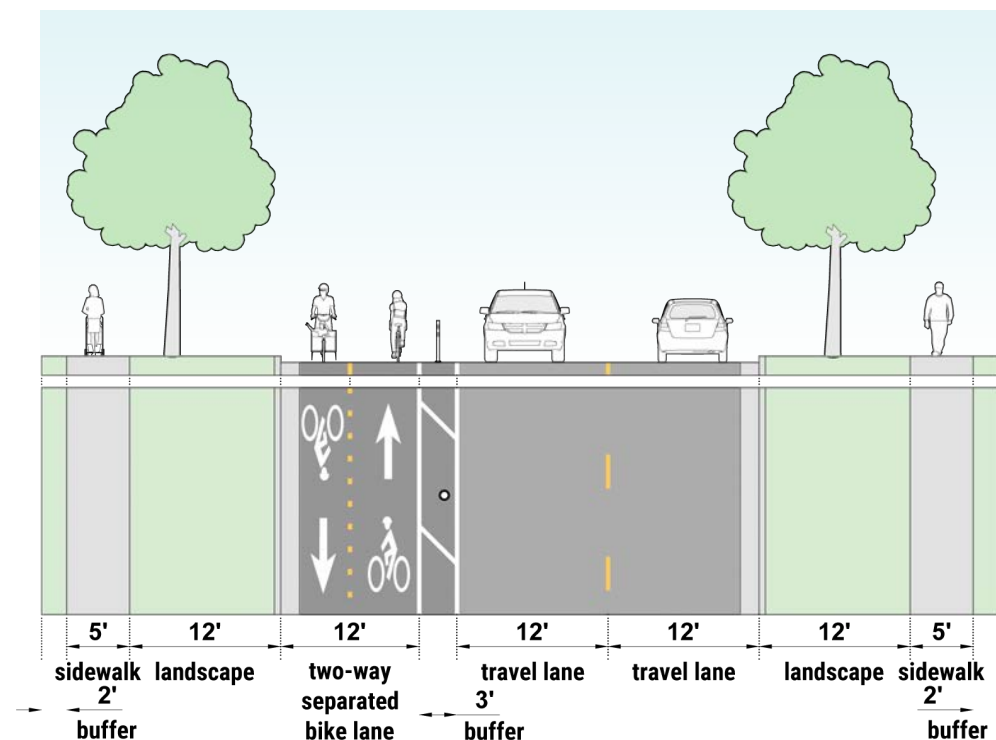 5' 12' 12' 12' 12' 12' 5'
sidewalk landscape two-way separated bike lane travel lane travel lane landscape sidewalk
2' buffer 3' buffer 2' buffer